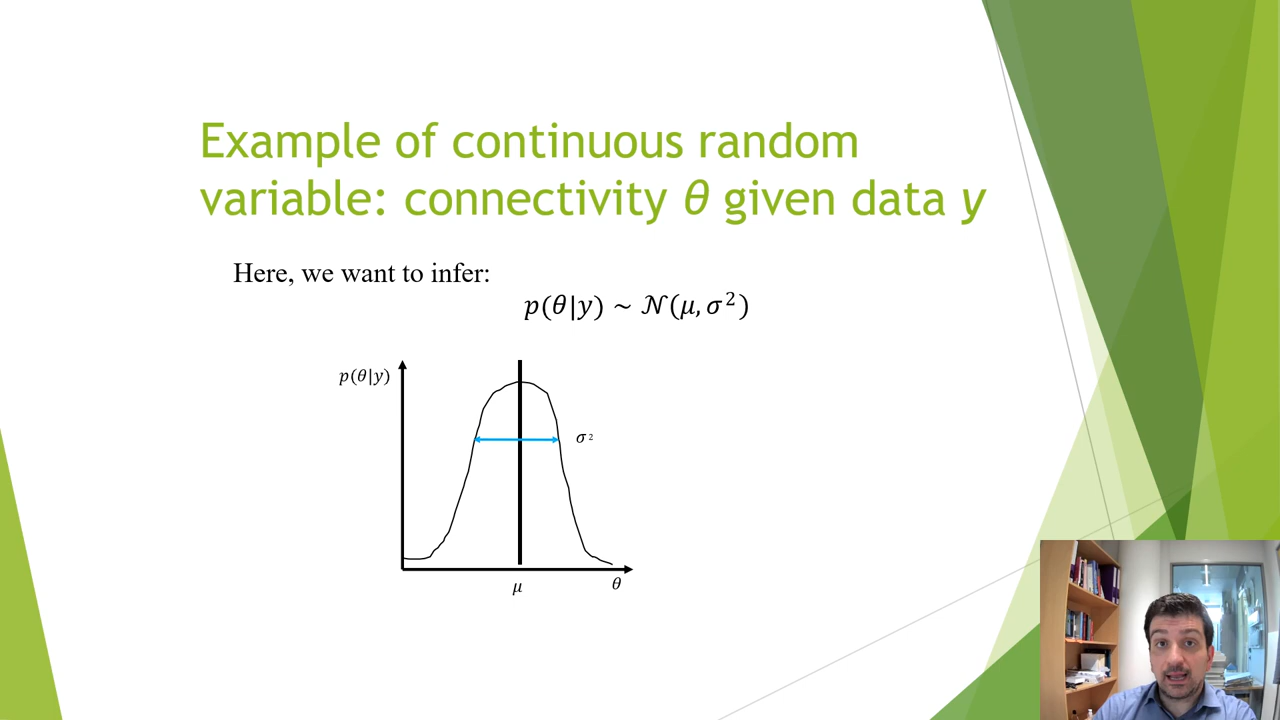 Example of continuous random
variable: connectivity θ given data y
Here, we want to infer:
p(θ|y) ~ 𝒩(μ, σ²)
p(θ|y)
σ²
μ
θ